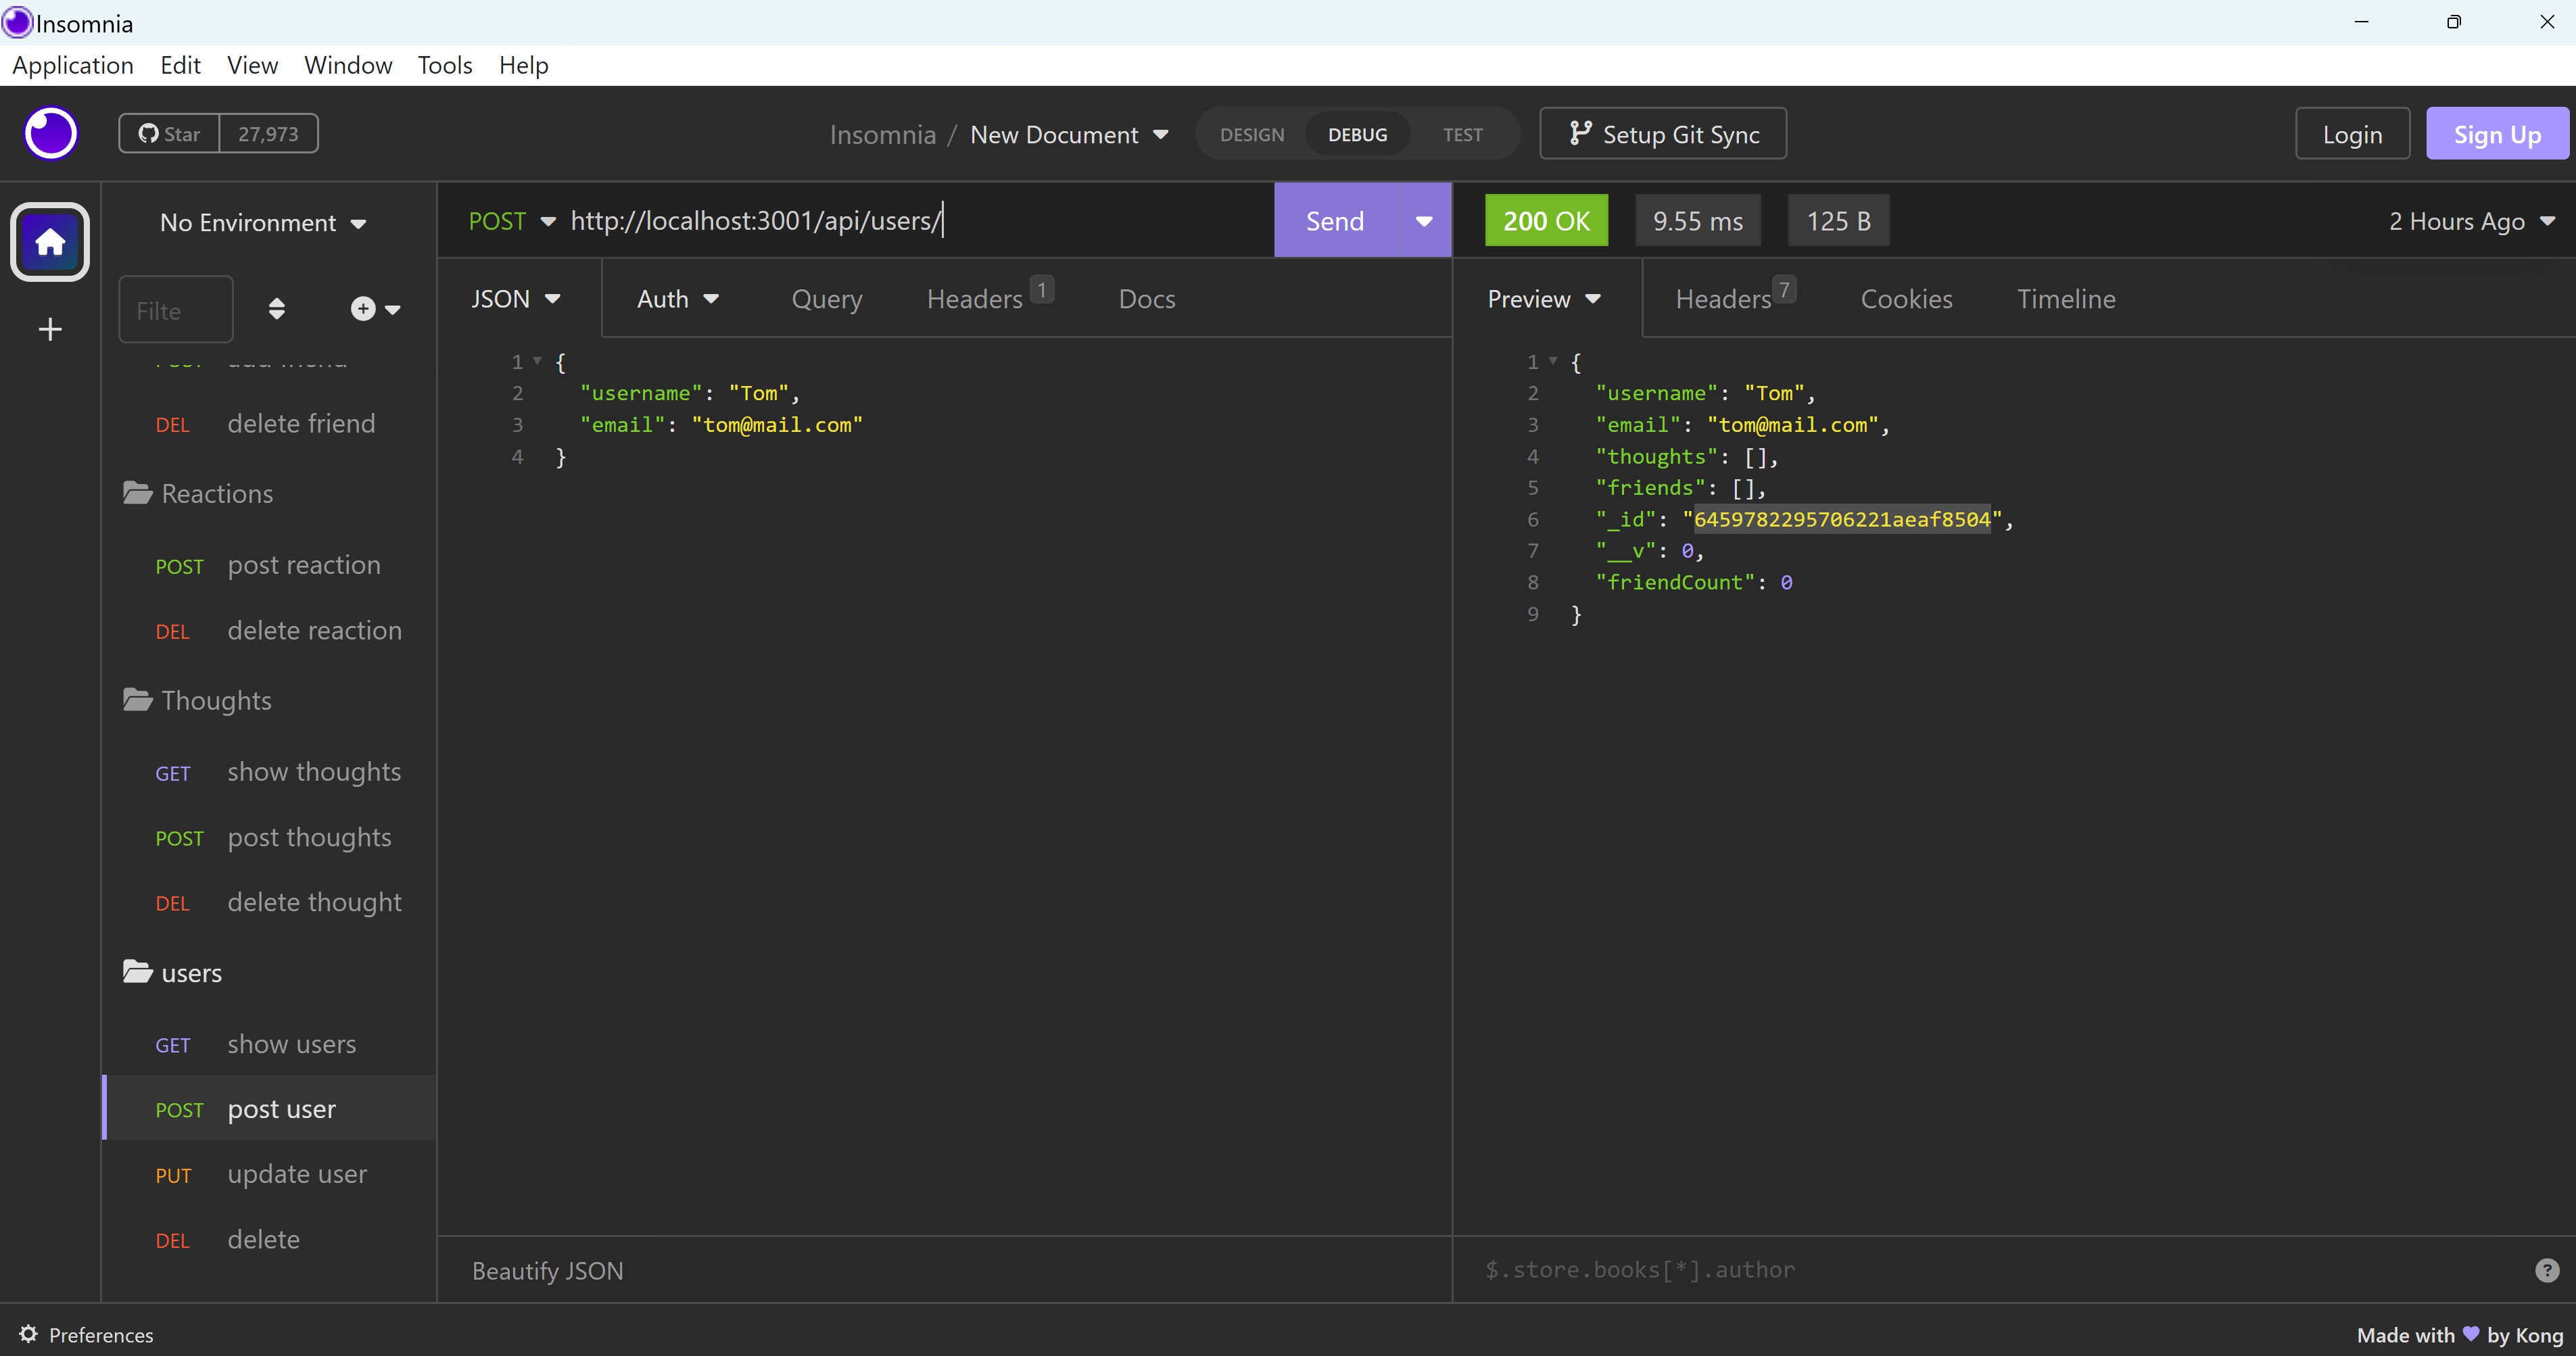 Insomnia
Application Edit View Window Tools Help
Star 27,973
Insomnia / New Document
DESIGN DEBUG TEST
Setup Git Sync
Login Sign Up
No Environment
Filte
POST add friend
DEL delete friend
Reactions
POST post reaction
DEL delete reaction
Thoughts
GET show thoughts
POST post thoughts
DEL delete thought
users
GET show users
POST post user
PUT update user
DEL delete
POST http://localhost:3001/api/users/
Send
JSON Auth Query Headers 1 Docs
1 {
2 "username": "Tom",
3 "email": "tom@mail.com"
4 }
Beautify JSON
200 OK 9.55 ms 125 B 2 Hours Ago
Preview Headers 7 Cookies Timeline
1 {
2 "username": "Tom",
3 "email": "tom@mail.com",
4 "thoughts": [],
5 "friends": [],
6 "_id": "6459782295706221aeaf8504",
7 "__v": 0,
8 "friendCount": 0
9 }
$.store.books[*].author
?
Preferences
Made with 💜 by Kong